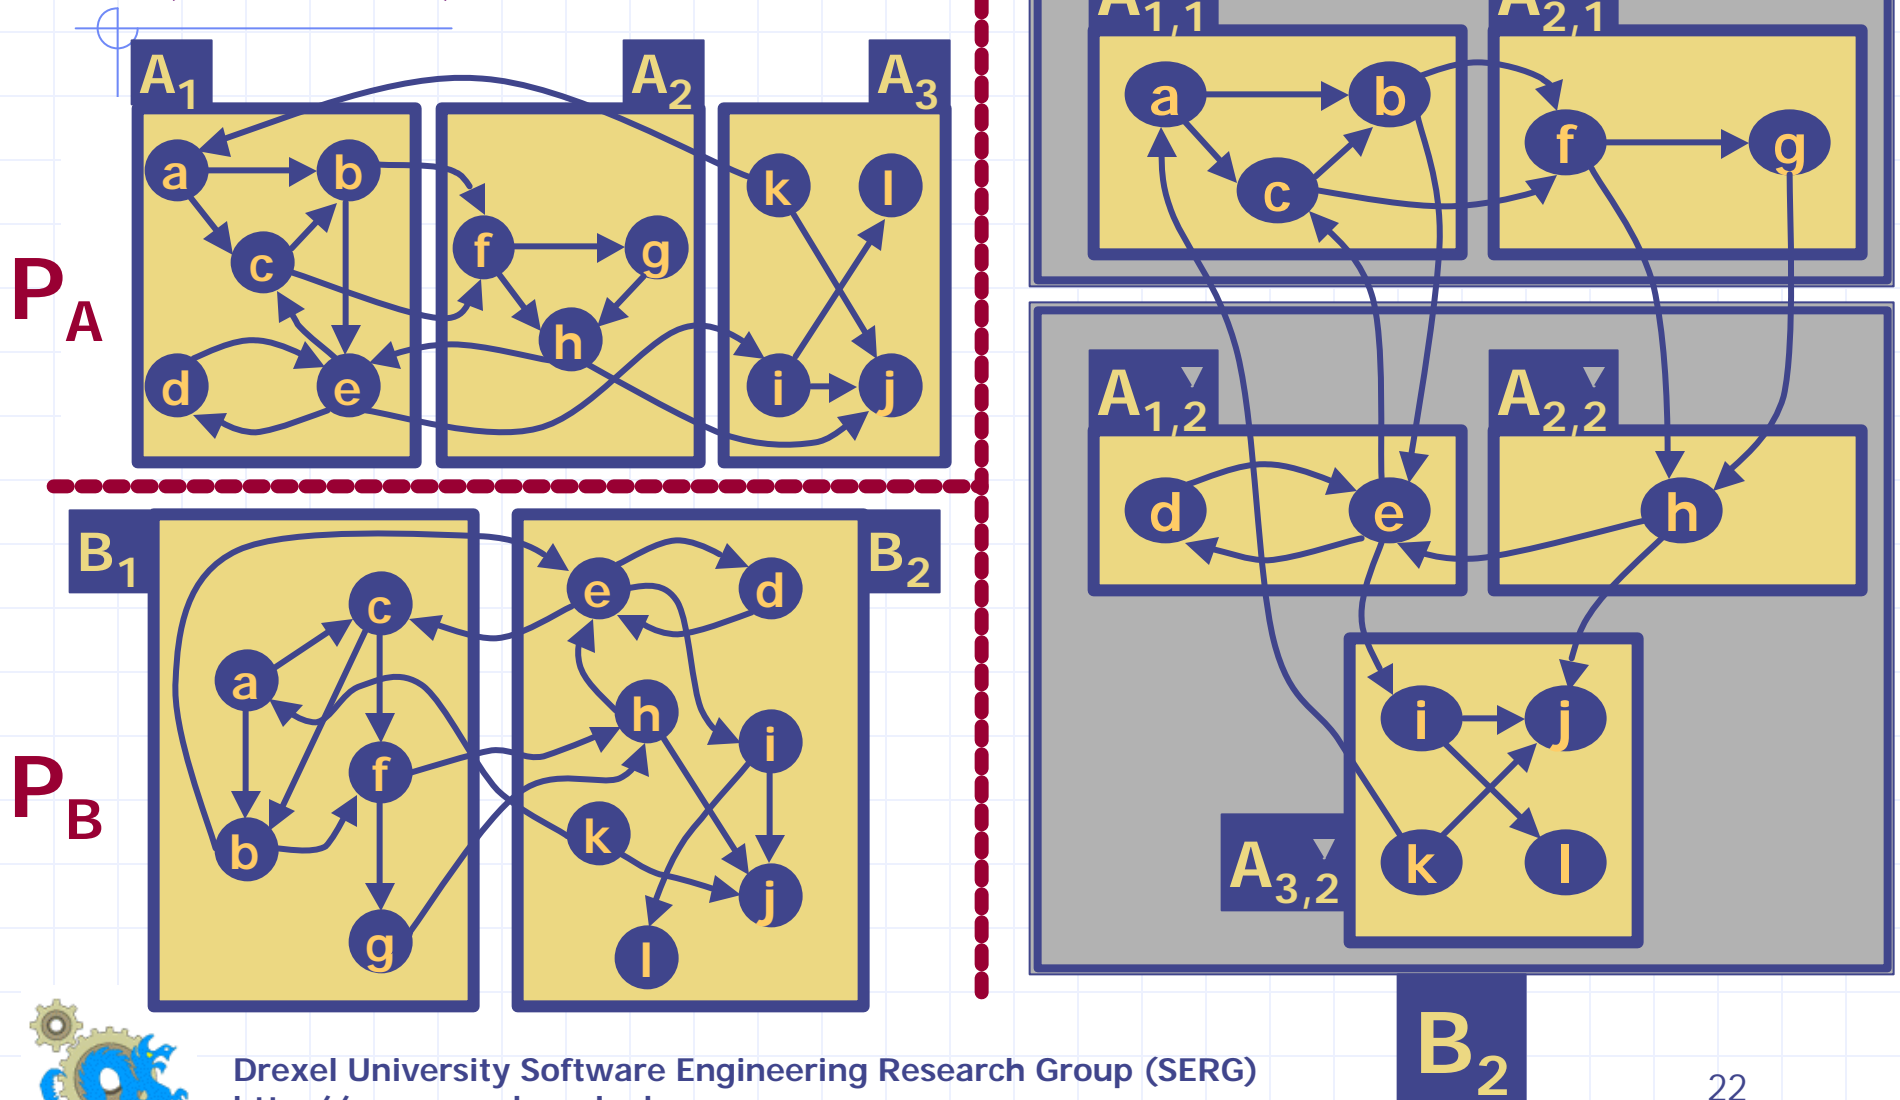 A1
A2
A3
a
b
k
l
c
f
g
h
d
e
i
j
PA
B1
B2
e
d
c
a
h
i
f
b
k
j
g
l
PB
A1,1
A2,1
a
b
f
g
c
A1,2
A2,2
d
e
h
i
j
A3,2
k
l
B2
Drexel University Software Engineering Research Group (SERG)
22